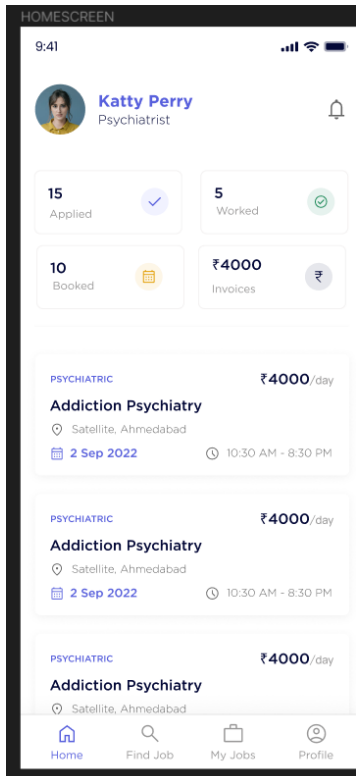 HOMESCREEN
9:41
Katty Perry
Psychiatrist
15
Applied
5
Worked
10
Booked
₹4000
Invoices
₹
PSYCHIATRIC
₹4000/day
Addiction Psychiatry
Satellite, Ahmedabad
2 Sep 2022
10:30 AM - 8:30 PM
PSYCHIATRIC
₹4000/day
Addiction Psychiatry
Satellite, Ahmedabad
2 Sep 2022
10:30 AM - 8:30 PM
PSYCHIATRIC
₹4000/day
Addiction Psychiatry
Satellite, Ahmedabad
Home
Find Job
My Jobs
Profile